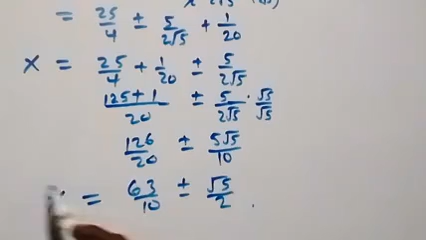 = 25/4 ± 5/2√5 + 1/20
x = 25/4 + 1/20 ± 5/2√5
125+1/20 ± 5/2√5 · √5/√5
126/20 ± 5√5/10
= 63/10 ± √5/2 .